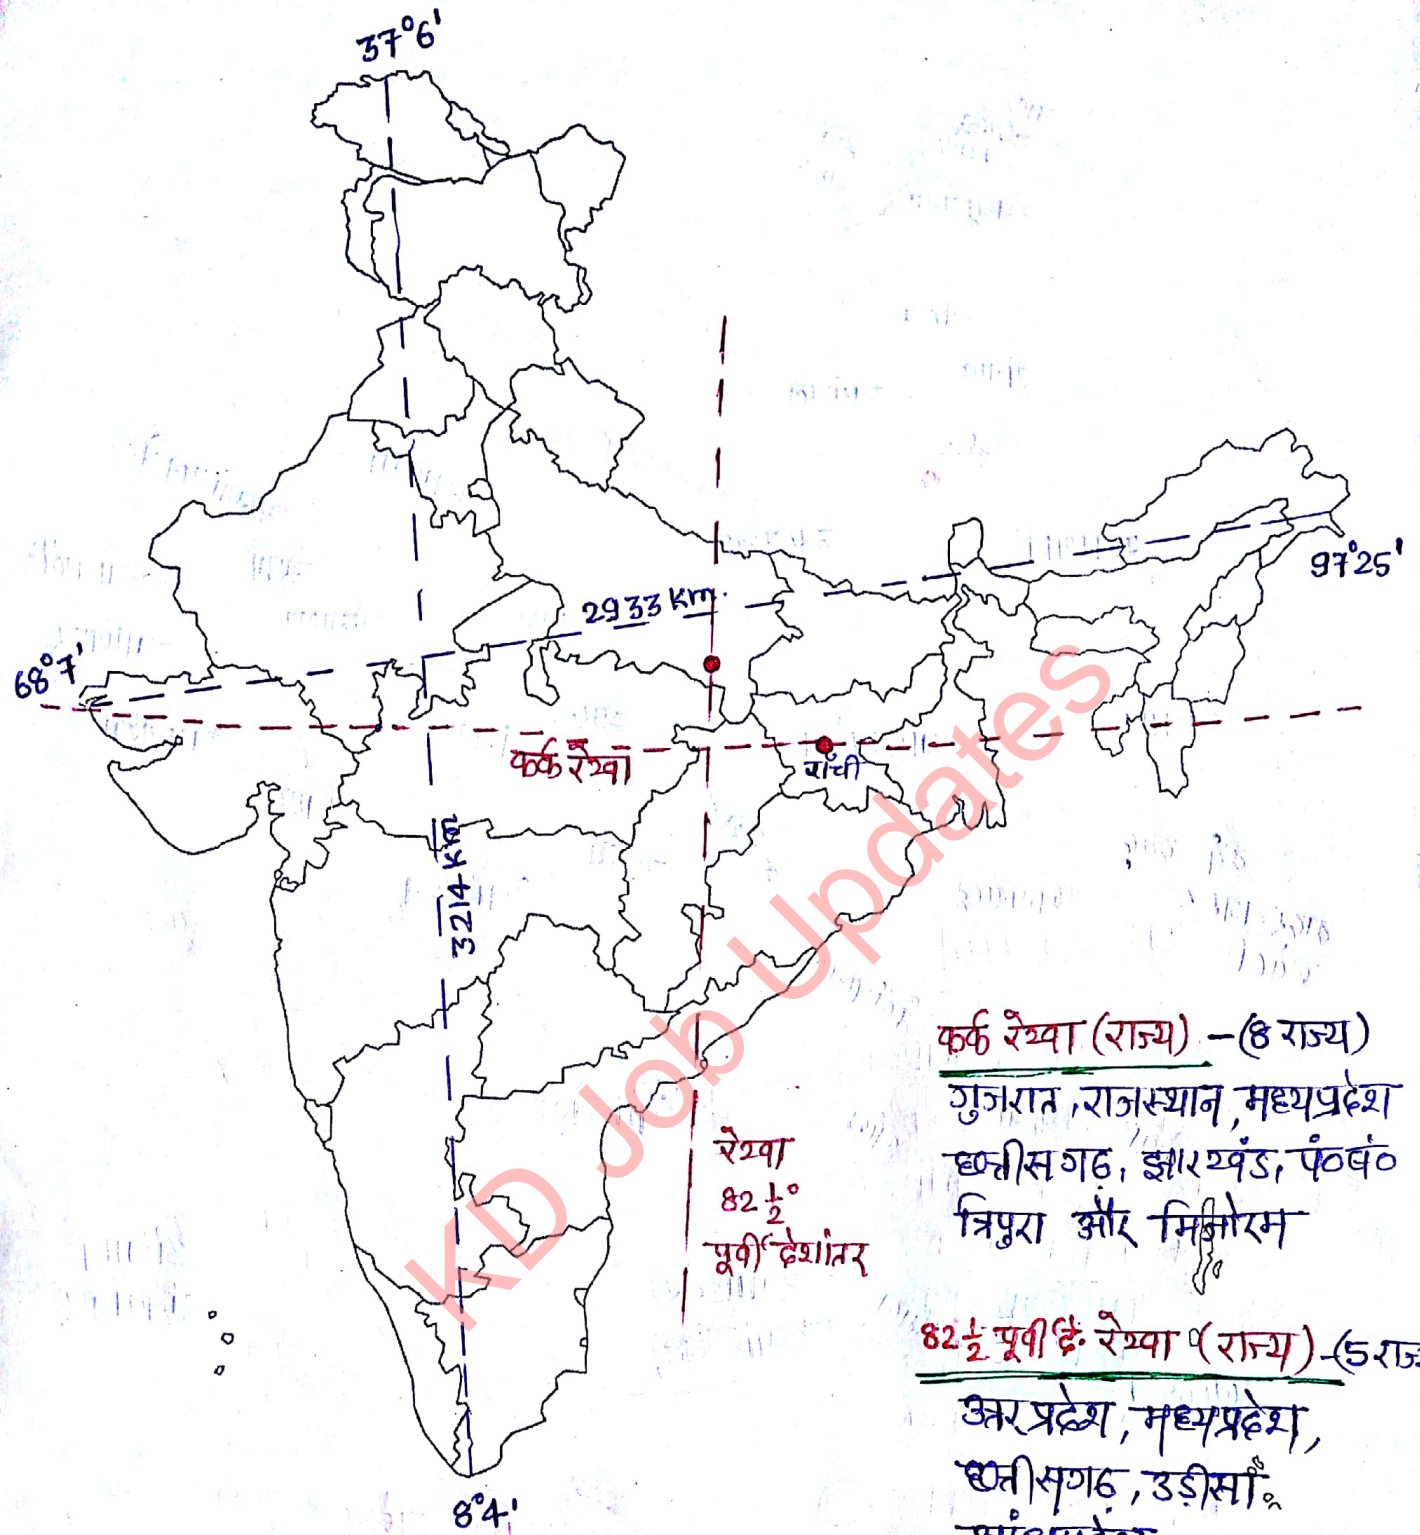 37°6'
97°25'
2933 Km.
68°7'
कर्क रेखा
राँची
3214 KM
रेखा
82 1/2°
पूर्वी देशांतर
8°4'
कर्क रेखा (राज्य) - (8 राज्य)
गुजरात, राजस्थान, मध्यप्रदेश
छत्तीसगढ़, झारखंड, पं०बं०
त्रिपुरा और मिजोरम
82 1/2 पूर्वी दे. रेखा (राज्य) - (5 राज्
उत्तर प्रदेश, मध्यप्रदेश,
छत्तीसगढ़, उड़ीसा
KD Job Updates